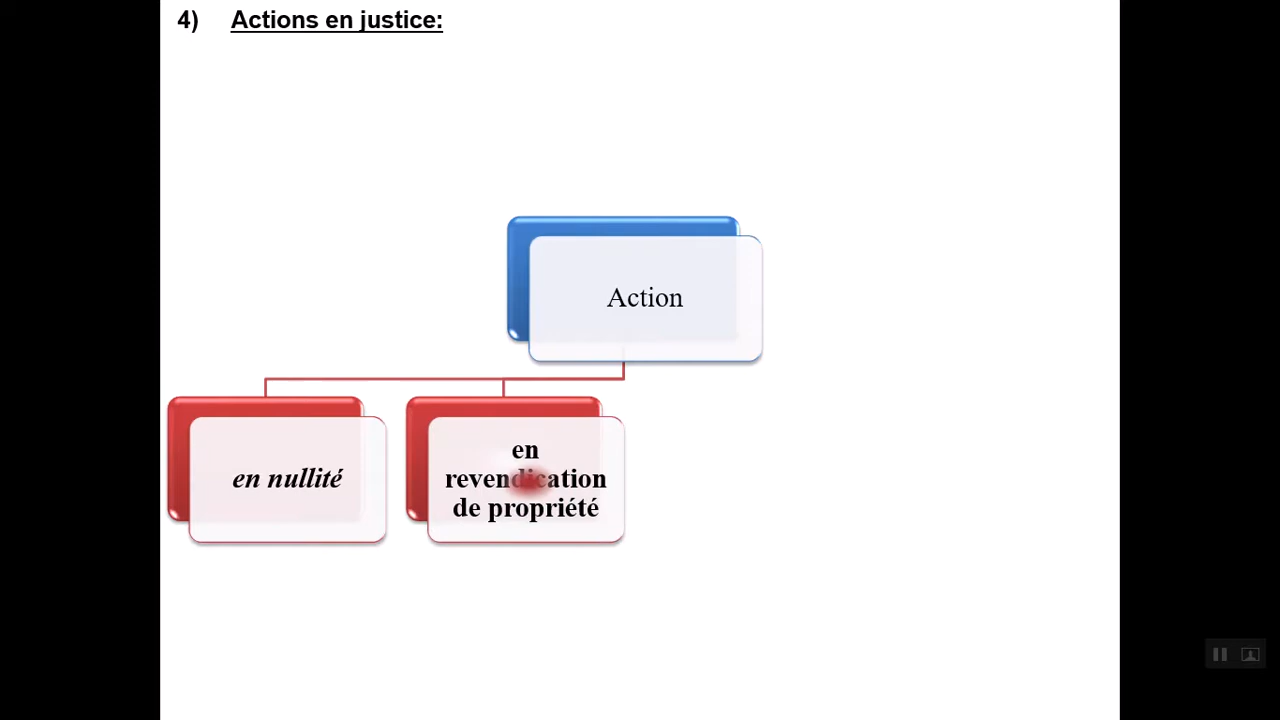 4) Actions en justice:
Action
en nullité
en
revendication
de propriété